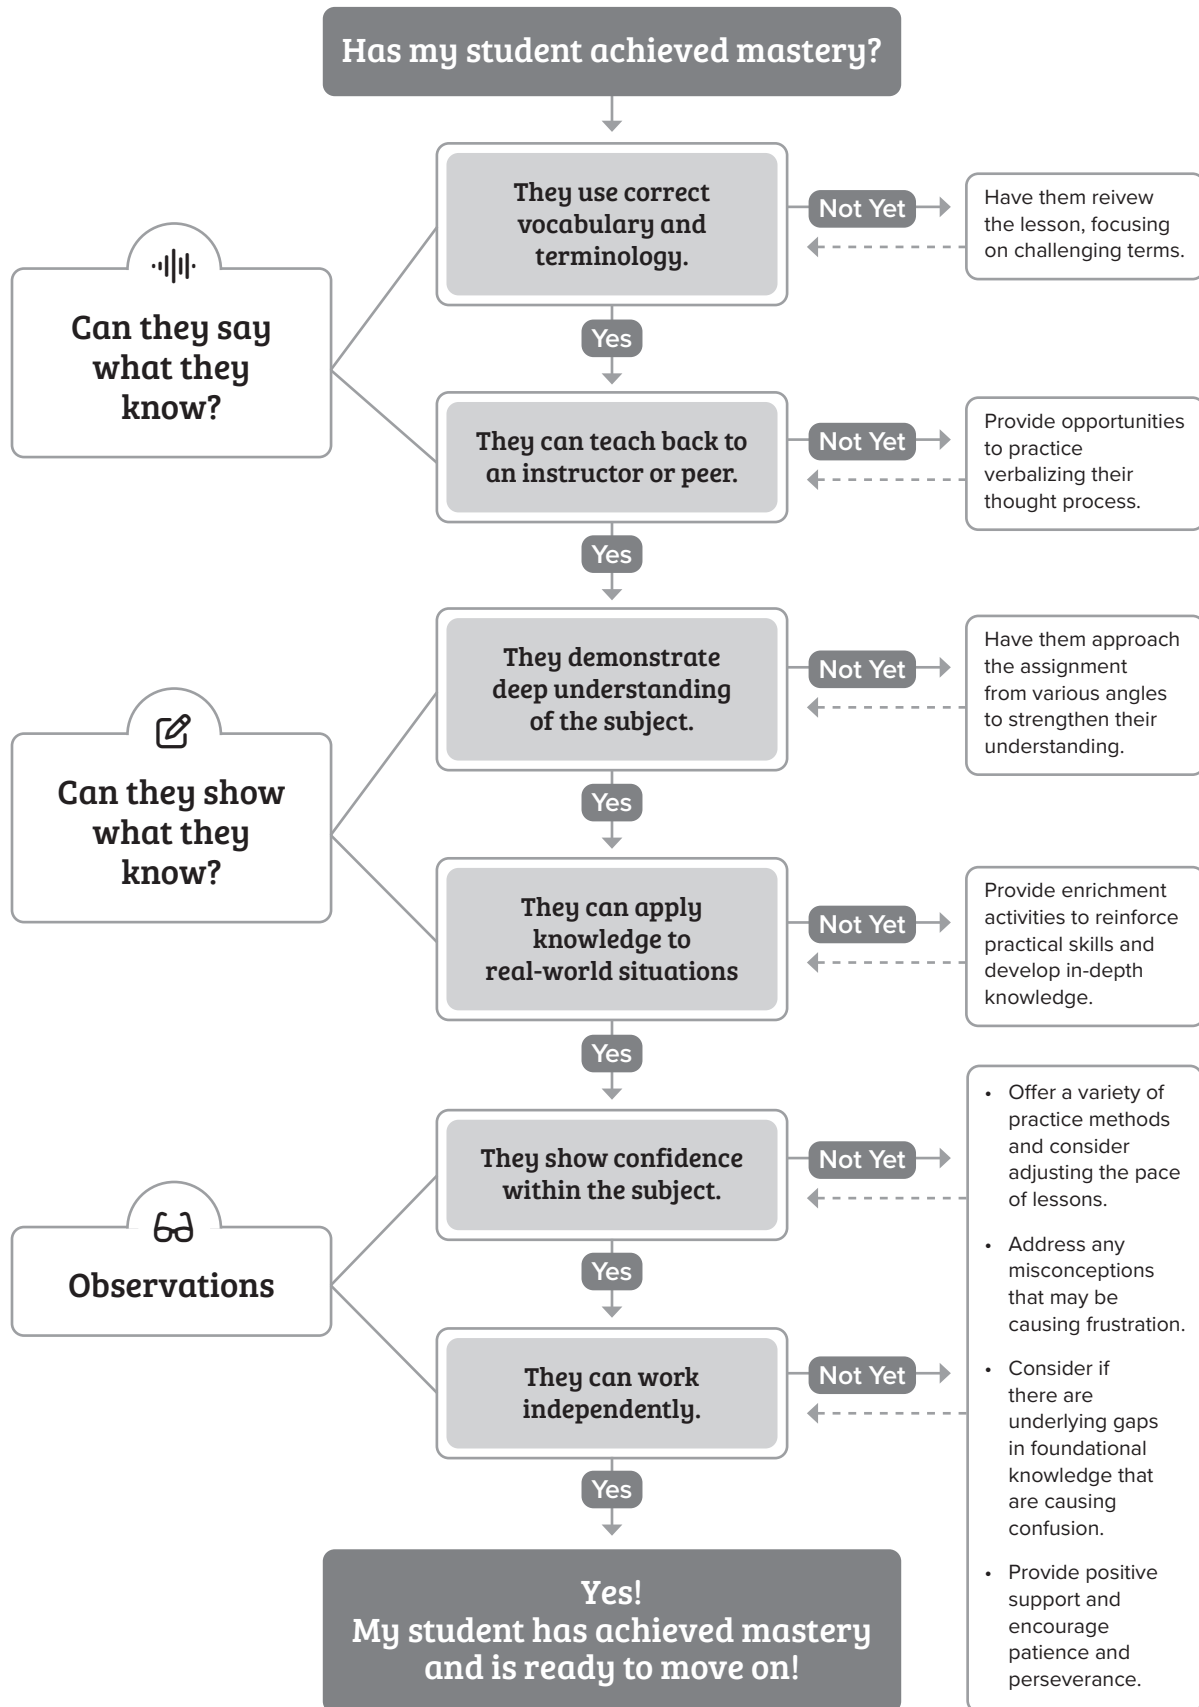 Has my student achieved mastery?
Can they say
what they
know?
They use correct
vocabulary and
terminology.
Not Yet
Have them reivew
the lesson, focusing
on challenging terms.
Yes
They can teach back to
an instructor or peer.
Not Yet
Provide opportunities
to practice
verbalizing their
thought process.
Yes
Can they show
what they
know?
They demonstrate
deep understanding
of the subject.
Not Yet
Have them approach
the assignment
from various angles
to strengthen their
understanding.
Yes
They can apply
knowledge to
real-world situations
Not Yet
Provide enrichment
activities to reinforce
practical skills and
develop in-depth
knowledge.
Yes
Observations
They show confidence
within the subject.
Not Yet
Yes
They can work
independently.
Not Yet
• Offer a variety of
practice methods
and consider
adjusting the pace
of lessons.
• Address any
misconceptions
that may be
causing frustration.
• Consider if
there are
underlying gaps
in foundational
knowledge that
are causing
confusion.
• Provide positive
support and
encourage
patience and
perseverance.
Yes
Yes!
My student has achieved mastery
and is ready to move on!